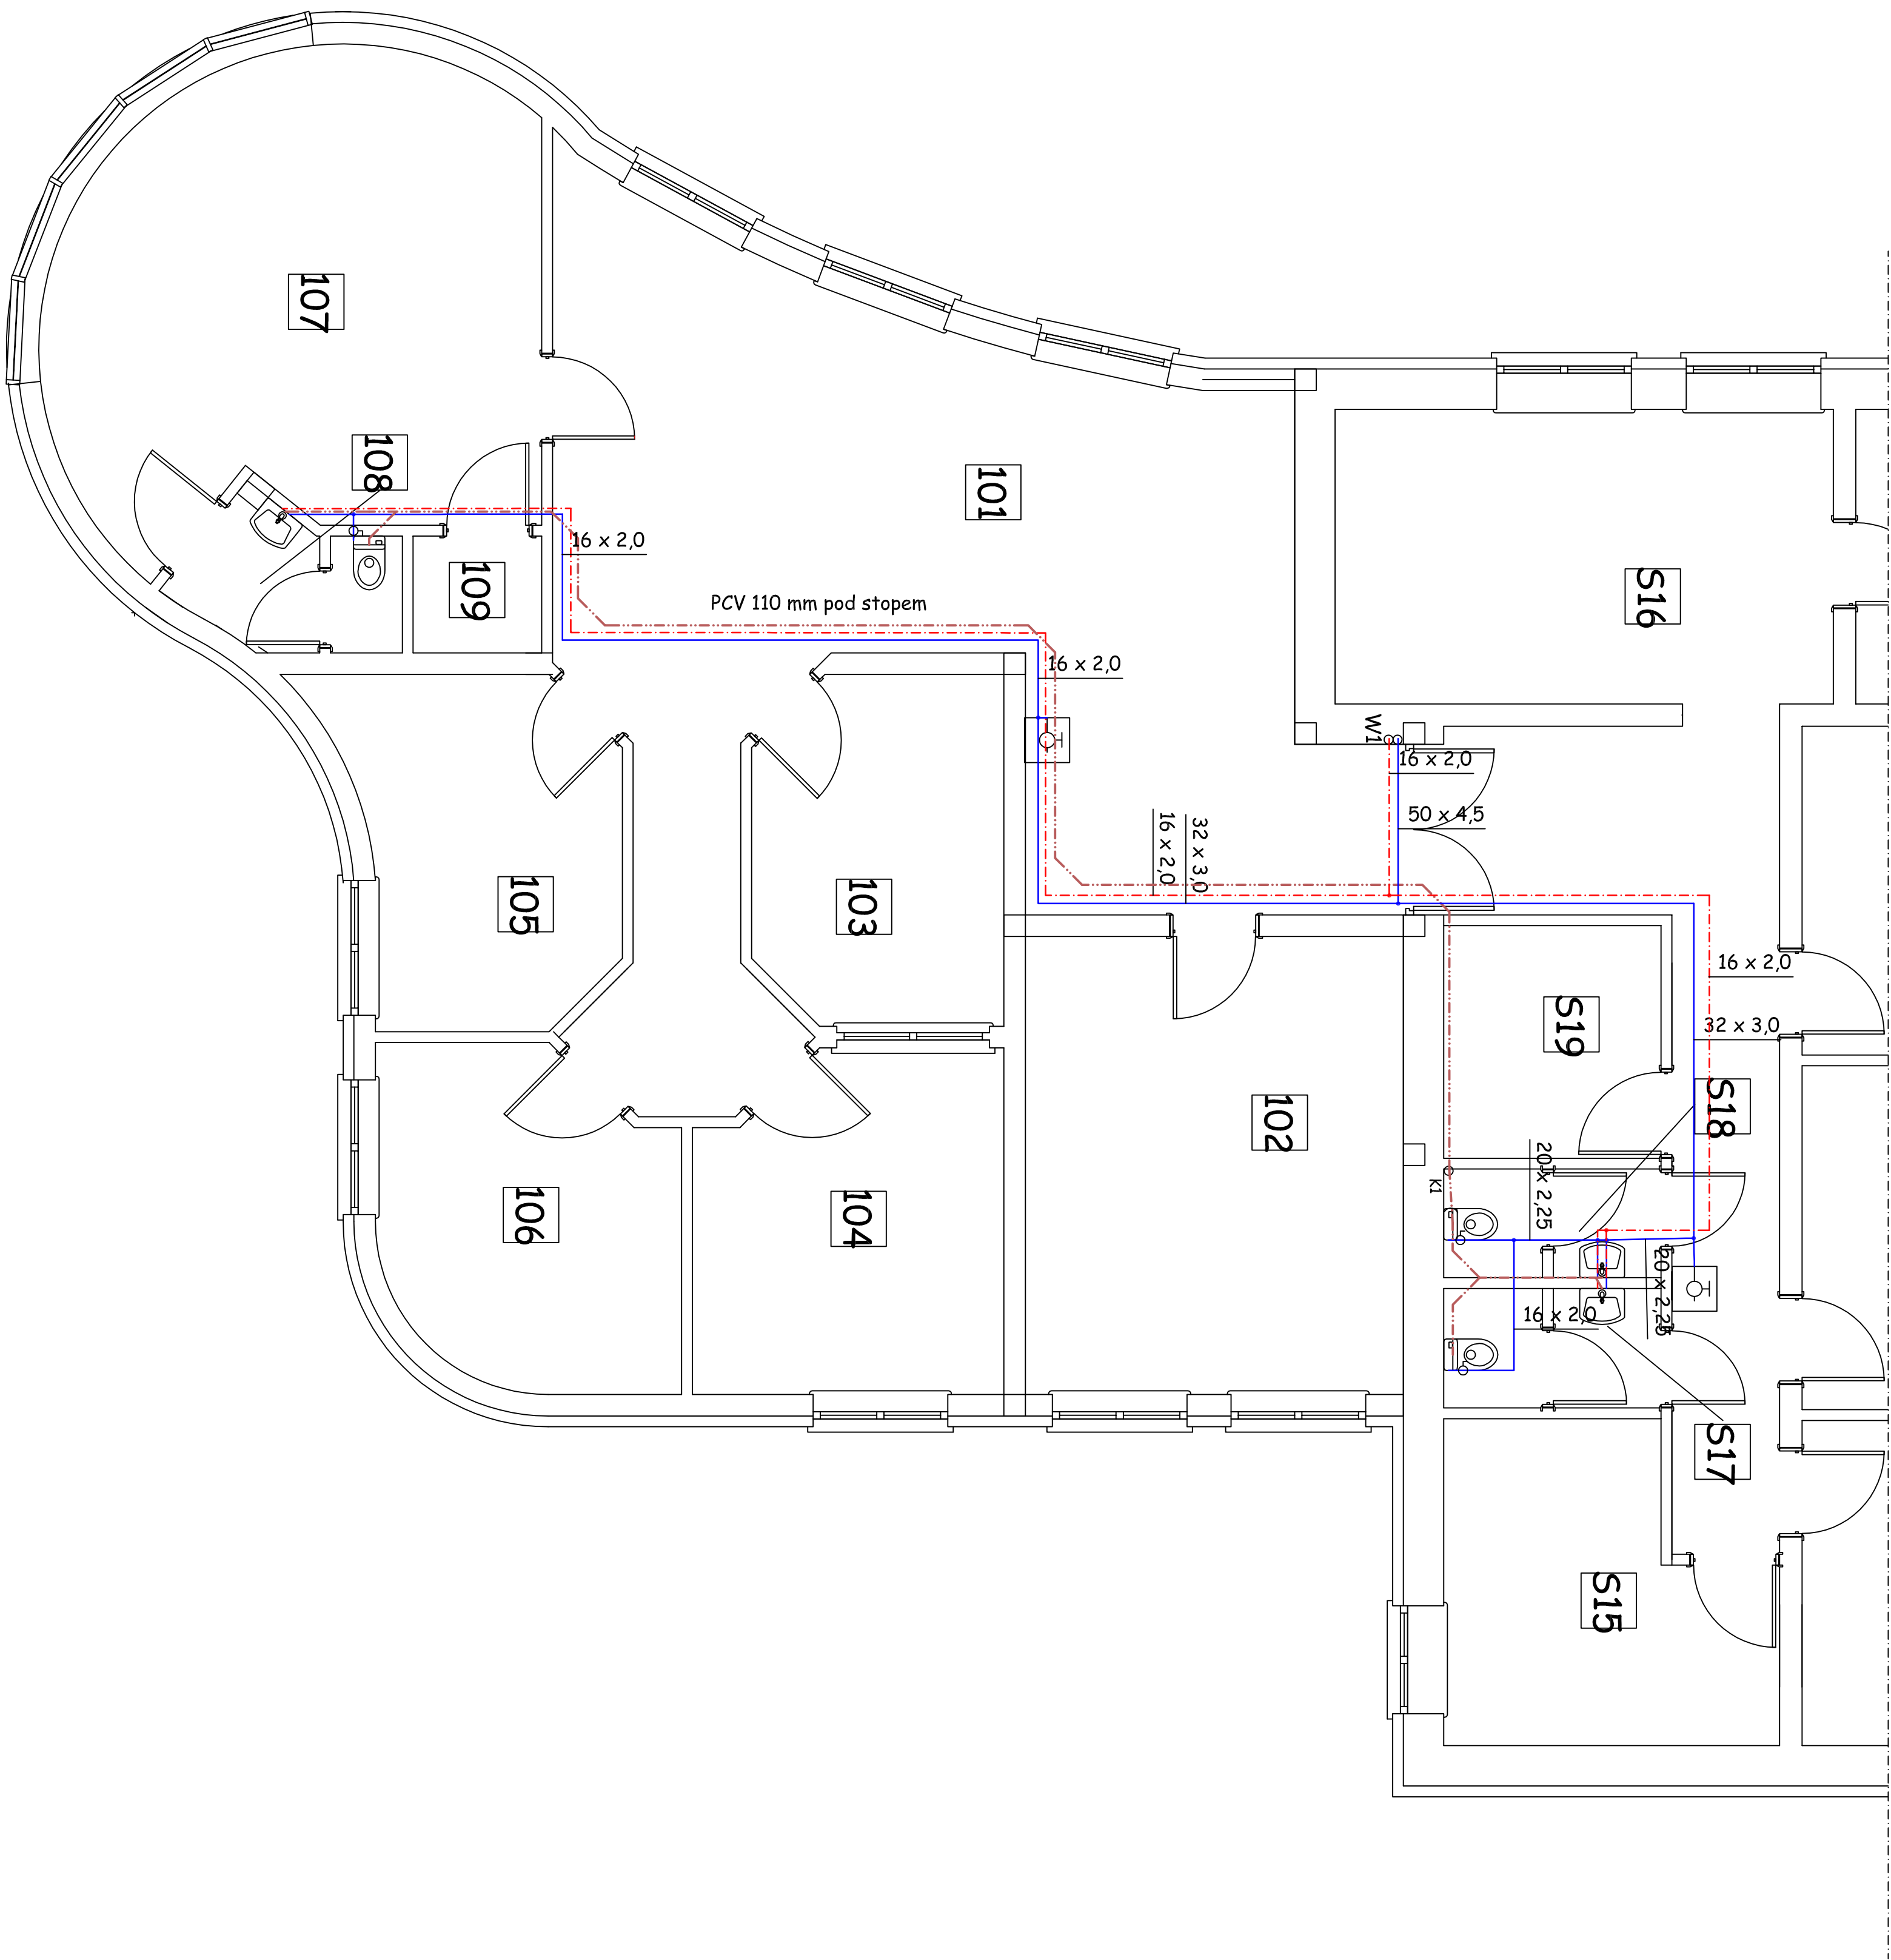 107
108
101
16 x 2,0
109
S16
PCV 110 mm pod stopem
16 x 2,0
W1
16 x 2,0
50 x 4,5
16 x 2,0
32 x 3,0
105
103
16 x 2,0
S19
32 x 3,0
S18
102
20 x 2,25
K1
106
104
20 x 2,25
16 x 2,0
S17
S15